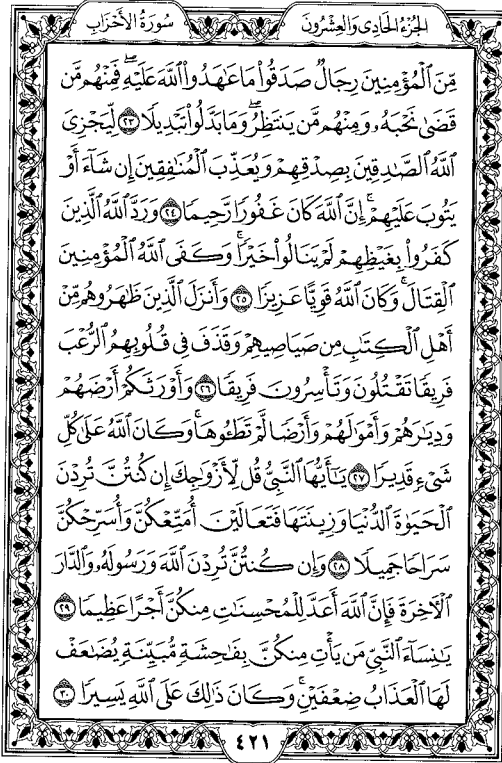 الجزء الحادي والعشرون
سورة الأحزاب
مِّنَ ٱلْمُؤْمِنِينَ رِجَالٌ صَدَقُوا۟ مَا عَـٰهَدُوا۟ ٱللَّهَ عَلَيْهِ ۖ فَمِنْهُم مَّن
قَضَىٰ نَحْبَهُۥ وَمِنْهُم مَّن يَنتَظِرُ ۖ وَمَا بَدَّلُوا۟ تَبْدِيلًا ٢٣ لِّيَجْزِىَ
ٱللَّهُ ٱلصَّـٰدِقِينَ بِصِدْقِهِمْ وَيُعَذِّبَ ٱلْمُنَـٰفِقِينَ إِن شَآءَ أَوْ
يَتُوبَ عَلَيْهِمْ ۚ إِنَّ ٱللَّهَ كَانَ غَفُورًا رَّحِيمًا ٢٤ وَرَدَّ ٱللَّهُ ٱلَّذِينَ
كَفَرُوا۟ بِغَيْظِهِمْ لَمْ يَنَالُوا۟ خَيْرًا ۚ وَكَفَى ٱللَّهُ ٱلْمُؤْمِنِينَ
ٱلْقِتَالَ ۚ وَكَانَ ٱللَّهُ قَوِيًّا عَزِيزًا ٢٥ وَأَنزَلَ ٱلَّذِينَ ظَـٰهَرُوهُم مِّنْ
أَهْلِ ٱلْكِتَـٰبِ مِن صَيَاصِيهِمْ وَقَذَفَ فِى قُلُوبِهِمُ ٱلرُّعْبَ
فَرِيقًا تَقْتُلُونَ وَتَأْسِرُونَ فَرِيقًا ٢٦ وَأَوْرَثَكُمْ أَرْضَهُمْ
وَدِيَـٰرَهُمْ وَأَمْوَٰلَهُمْ وَأَرْضًا لَّمْ تَطَـُٔوهَا ۚ وَكَانَ ٱللَّهُ عَلَىٰ كُلِّ
شَىْءٍ قَدِيرًا ٢٧ يَـٰٓأَيُّهَا ٱلنَّبِىُّ قُل لِّأَزْوَٰجِكَ إِن كُنتُنَّ تُرِدْنَ
ٱلْحَيَوٰةَ ٱلدُّنْيَا وَزِينَتَهَا فَتَعَالَيْنَ أُمَتِّعْكُنَّ وَأُسَرِّحْكُنَّ
سَرَاحًا جَمِيلًا ٢٨ وَإِن كُنتُنَّ تُرِدْنَ ٱللَّهَ وَرَسُولَهُۥ وَٱلدَّارَ
ٱلْـَٔاخِرَةَ فَإِنَّ ٱللَّهَ أَعَدَّ لِلْمُحْسِنَـٰتِ مِنكُنَّ أَجْرًا عَظِيمًا ٢٩
يَـٰنِسَآءَ ٱلنَّبِىِّ مَن يَأْتِ مِنكُنَّ بِفَـٰحِشَةٍ مُّبَيِّنَةٍ يُضَـٰعَفْ
لَهَا ٱلْعَذَابُ ضِعْفَيْنِ ۚ وَكَانَ ذَٰلِكَ عَلَى ٱللَّهِ يَسِيرًا ٣٠
٤٢١